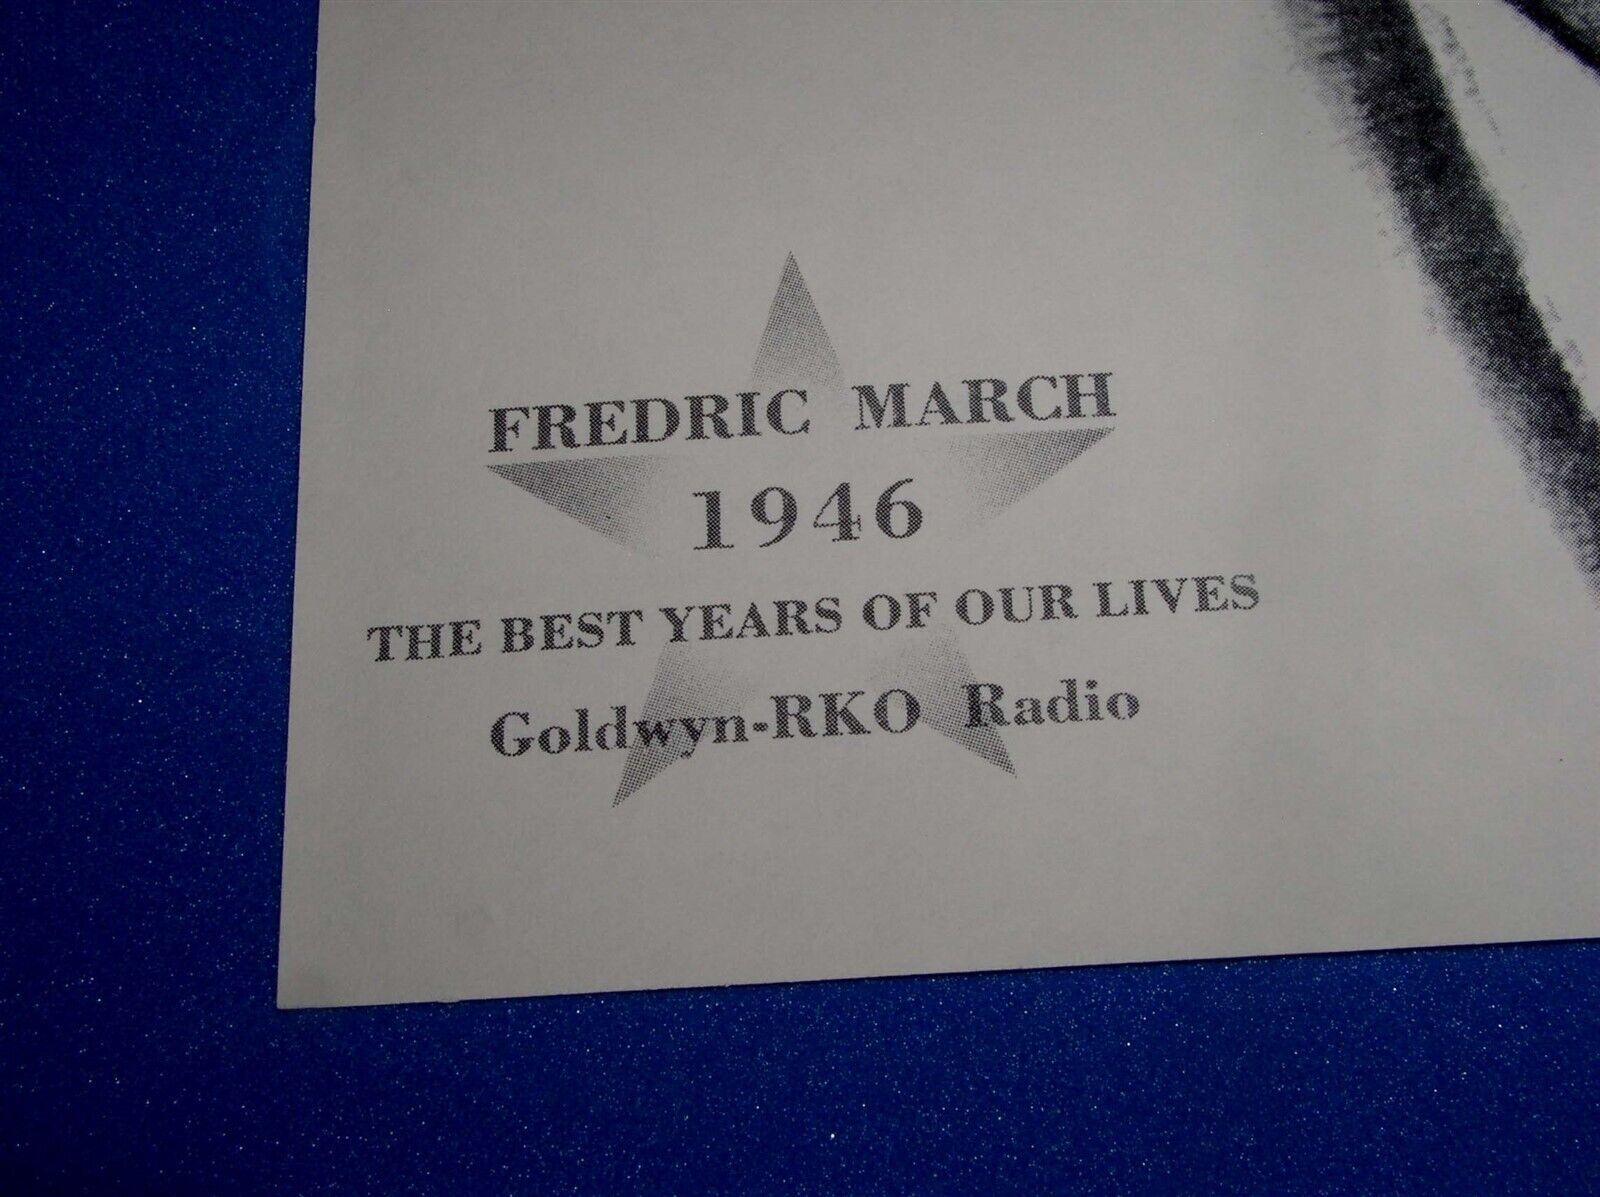 FREDRIC MARCH
1946
THE BEST YEARS OF OUR LIVES
Goldwyn-RKO Radio